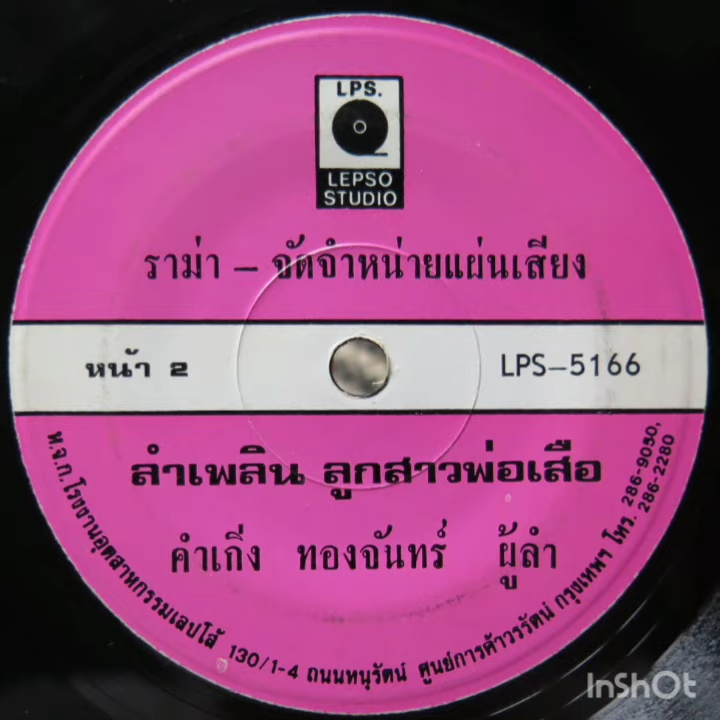 LPS.
LEPSO
STUDIO
ราม่า – จัดจำหน่ายแผ่นเสียง
หน้า 2
LPS-5166
ลำเพลิน ลูกสาวพ่อเสือ
คำเกิ่ง ทองจันทร์ ผู้ลำ
ห.จ.ก.โรงงานอุตสาหกรรมเลปโส้ 130/1-4 ถนนหนุรัตน์ ศูนย์การค้าวรรัตน์ กรุงเทพฯ โทร. 286-9050,
286-2280
InShOt